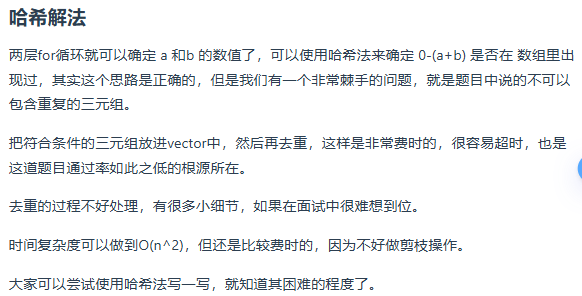 哈希解法
两层for循环就可以确定 a 和b 的数值了，可以使用哈希法来确定 0-(a+b) 是否在 数组里出
现过，其实这个思路是正确的，但是我们有一个非常棘手的问题，就是题目中说的不可以
包含重复的三元组。
把符合条件的三元组放进vector中，然后再去重，这样是非常费时的，很容易超时，也是
这道题目通过率如此之低的根源所在。
去重的过程不好处理，有很多小细节，如果在面试中很难想到位。
时间复杂度可以做到O(n^2)，但还是比较费时的，因为不好做剪枝操作。
大家可以尝试使用哈希法写一写，就知道其困难的程度了。